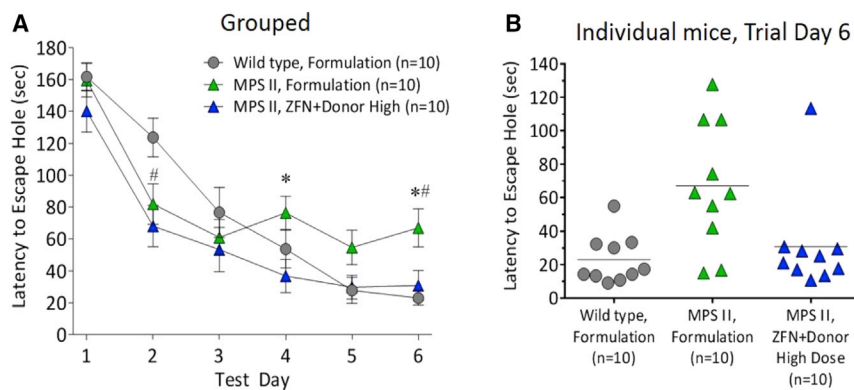 A
Grouped
Latency to Escape Hole (sec)
180
160
140
120
100
80
60
40
20
0
Wild type, Formulation (n=10)
MPS II, Formulation (n=10)
MPS II, ZFN+Donor High (n=10)
#
*
*#
1 2 3 4 5 6
Test Day
B
Individual mice, Trial Day 6
Latency to Escape Hole (sec)
140
120
100
80
60
40
20
0
Wild type,
Formulation
(n=10)
MPS II,
Formulation
(n=10)
MPS II,
ZFN+Donor
High Dose
(n=10)